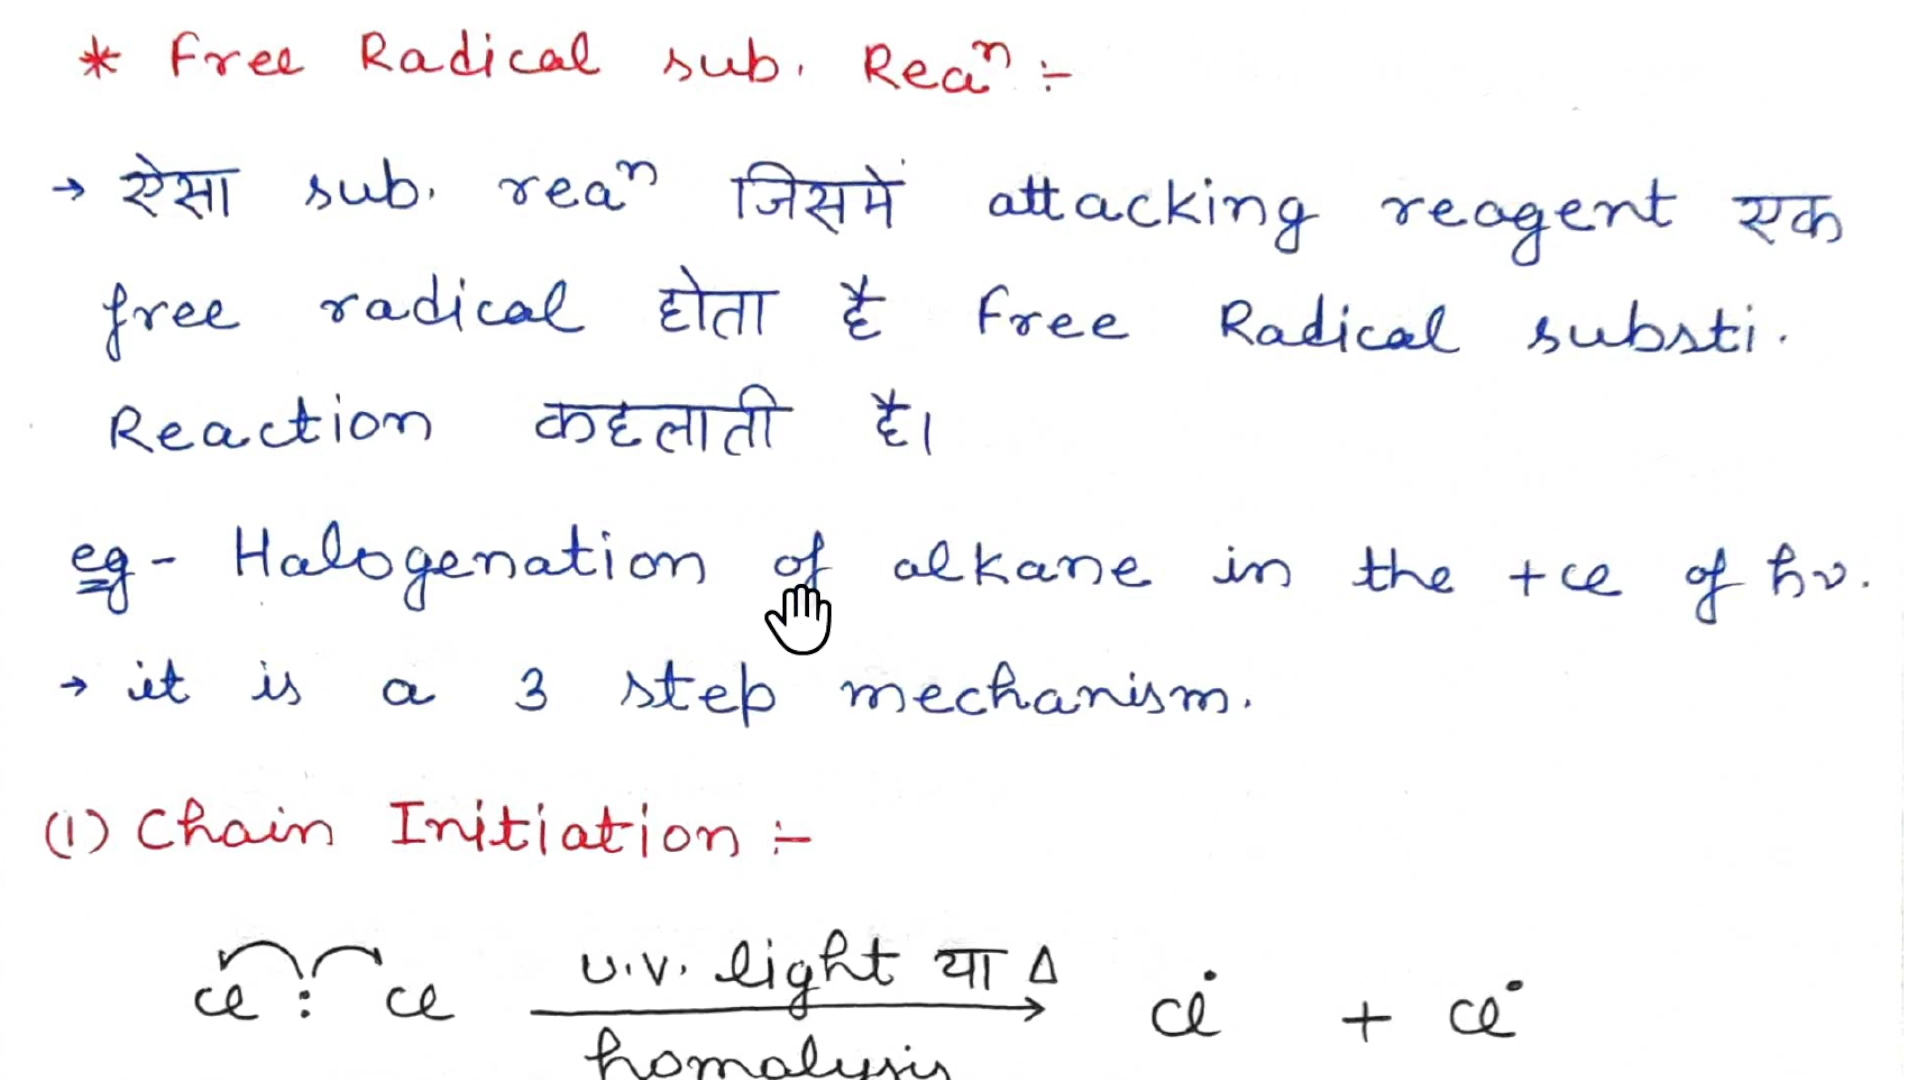 * Free Radical sub. Reaⁿ :-
→ ऐसा sub. reaⁿ जिसमें attacking reagent एक
free radical होता है Free Radical substi.
Reaction कहलाती है।
eg - Halogenation of alkane in the +ce of hν.
→ it is a 3 step mechanism.
(1) Chain Initiation :-
Cl : Cl u.v. light या Δ Cl• + Cl•
homolysis